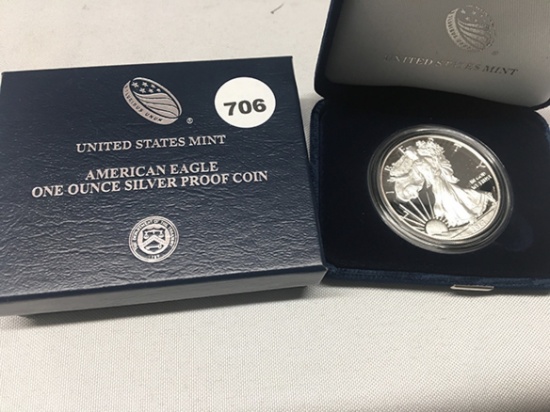 706
UNITED STATES MINT
AMERICAN EAGLE
ONE OUNCE SILVER PROOF COIN
UNITED STATES MINT
LIBERTY